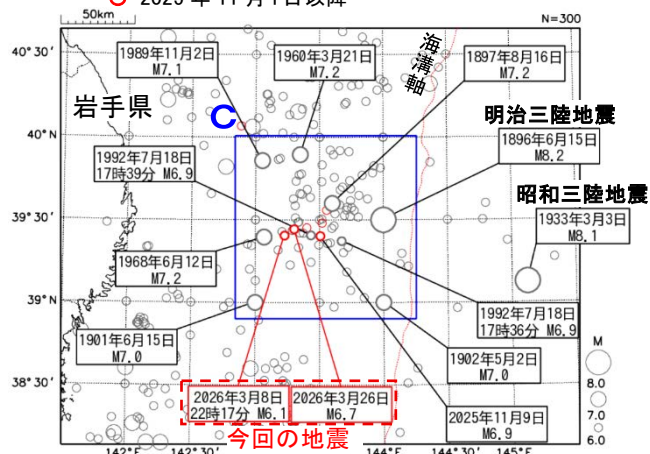 2025年11月1日以降
50km
N=300
40°30′
1989年11月2日
M7.1
1960年3月21日
M7.2
1897年8月16日
M7.2
海溝軸
岩手県
C
40°N
明治三陸地震
1896年6月15日
M8.2
1992年7月18日
17時39分 M6.9
昭和三陸地震
1933年3月3日
M8.1
39°30′
1968年6月12日
M7.2
39°N
1992年7月18日
17時36分 M6.9
1901年6月15日
M7.0
1902年5月2日
M7.0
38°30′
2026年3月8日
22時17分 M6.1
2026年3月26日
M6.7
2025年11月9日
M6.9
今回の地震
M
8.0
7.0
6.0
142°E
142°30′
144°E
144°30′
145°E